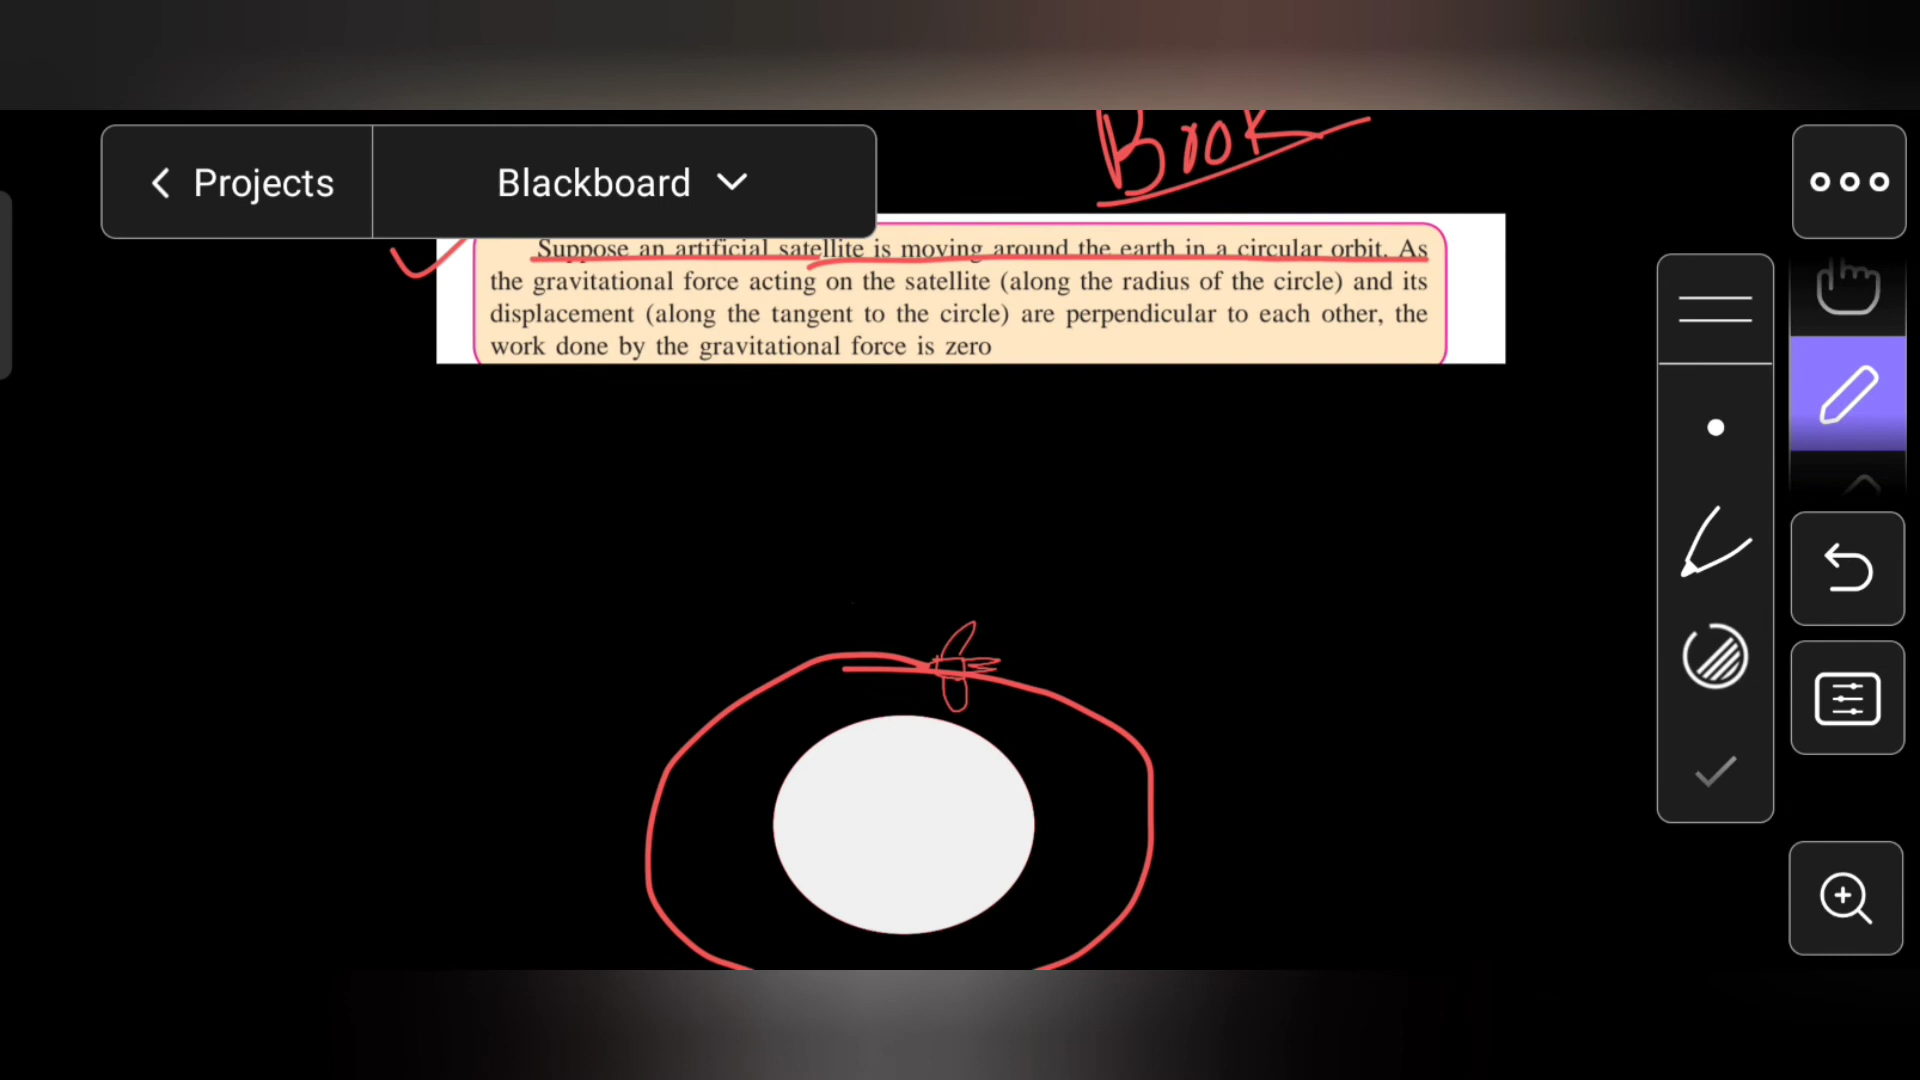 Book
Projects
Blackboard
Suppose an artificial satellite is moving around the earth in a circular orbit. As
the gravitational force acting on the satellite (along the radius of the circle) and its
displacement (along the tangent to the circle) are perpendicular to each other, the
work done by the gravitational force is zero